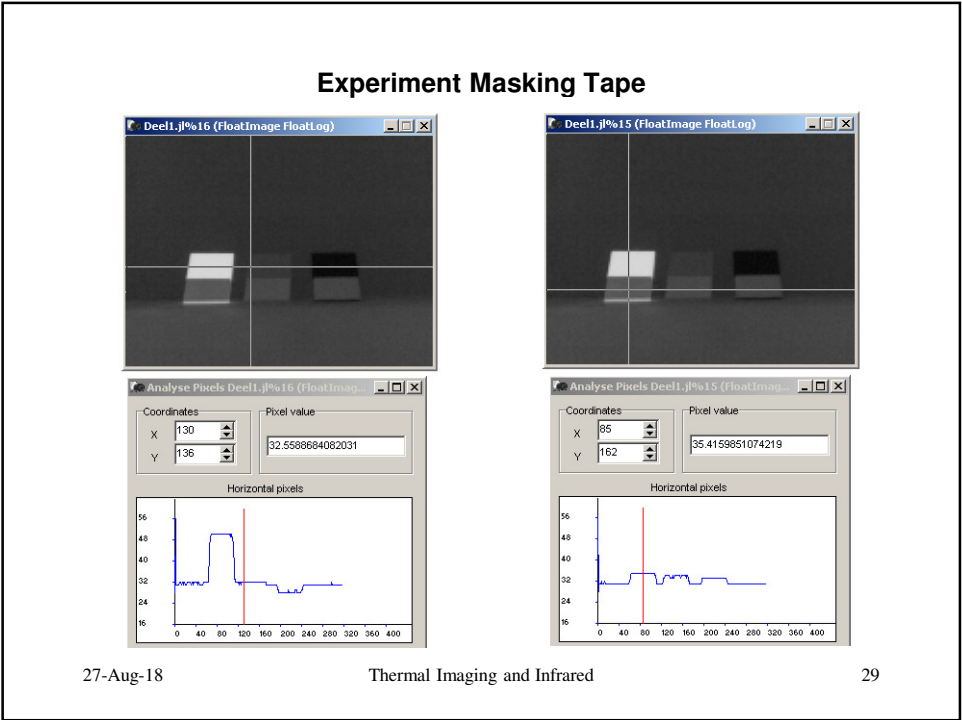 Experiment Masking Tape
Deel1.jl%16 (FloatImage FloatLog)
Deel1.jl%15 (FloatImage FloatLog)
Analyse Pixels Deel1.jl%16 (FloatImag...
Coordinates
Pixel value
X
130
Y
136
32.5588684082031
Horizontal pixels
56
48
40
32
24
16
0 40 80 120 160 200 240 280 320 360 400
Analyse Pixels Deel1.jl%15 (FloatImag...
Coordinates
Pixel value
X
85
Y
162
35.4159851074219
Horizontal pixels
56
48
40
32
24
16
0 40 80 120 160 200 240 280 320 360 400
27-Aug-18
Thermal Imaging and Infrared
29